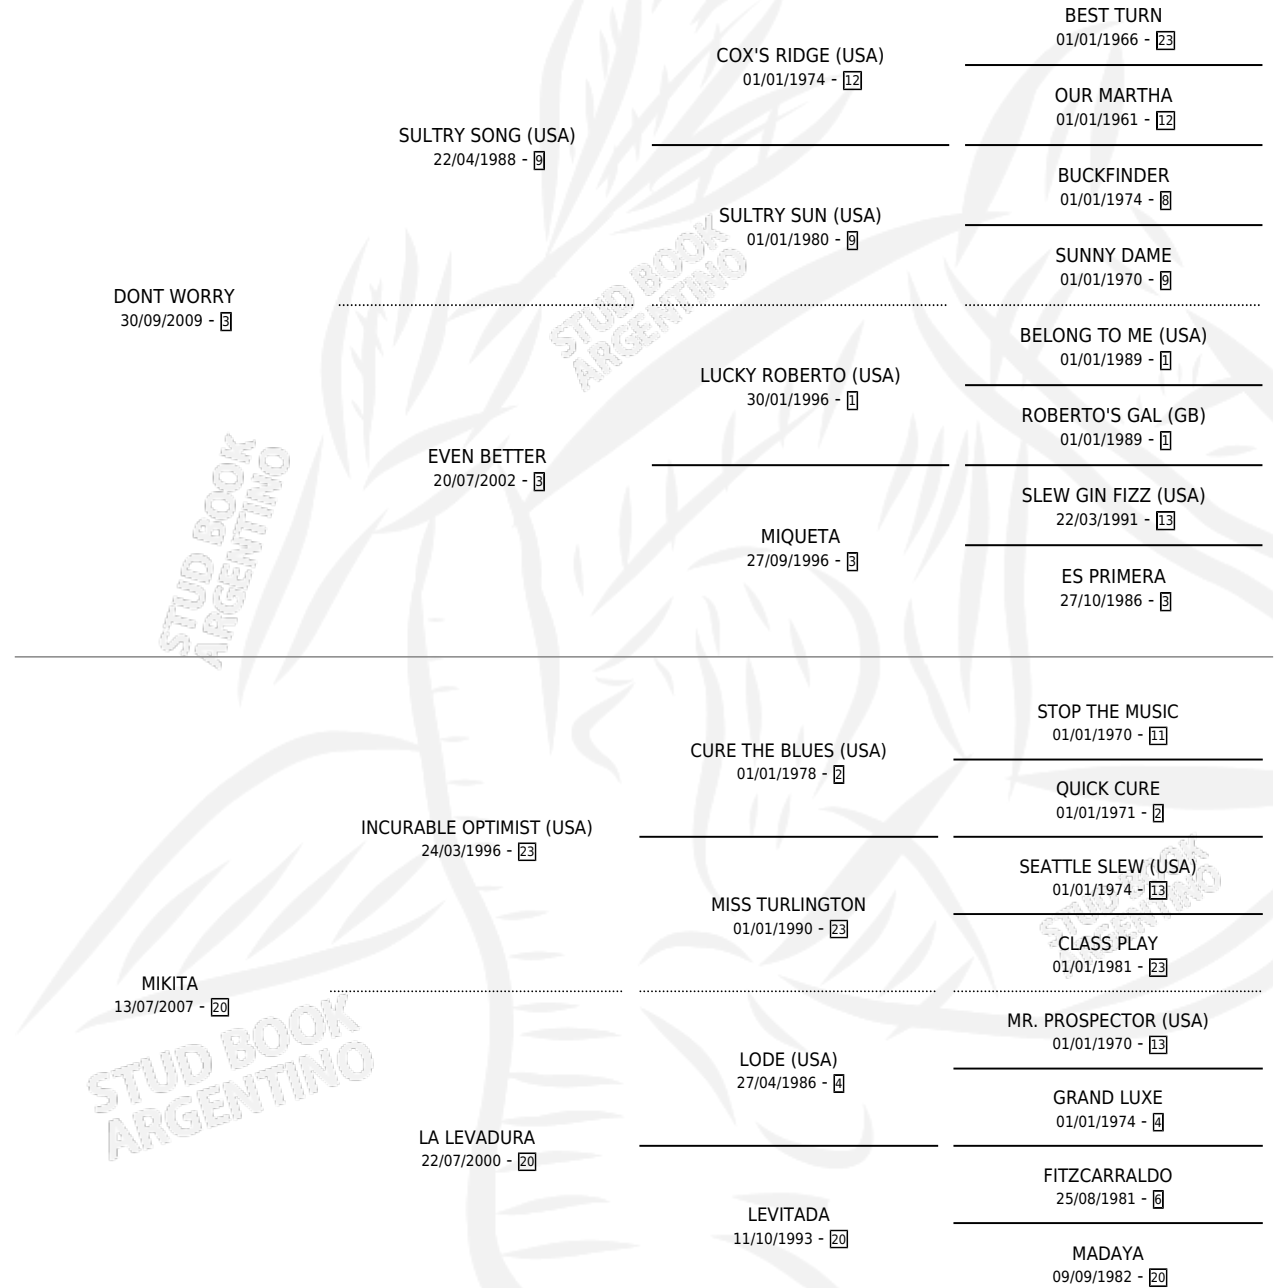 BEST TURN
01/01/1966 - 23
COX'S RIDGE (USA)
01/01/1974 - 12
OUR MARTHA
01/01/1961 - 12
SULTRY SONG (USA)
22/04/1988 - 9
BUCKFINDER
01/01/1974 - 8
SULTRY SUN (USA)
01/01/1980 - 9
SUNNY DAME
01/01/1970 - 9
DONT WORRY
30/09/2009 - 3
STUD BOOK
ARGENTINO
BELONG TO ME (USA)
01/01/1989 - 1
LUCKY ROBERTO (USA)
30/01/1996 - 1
ROBERTO'S GAL (GB)
01/01/1989 - 1
EVEN BETTER
20/07/2002 - 3
SLEW GIN FIZZ (USA)
22/03/1991 - 13
MIQUETA
27/09/1996 - 3
ES PRIMERA
27/10/1986 - 3
STUD BOOK
ARGENTINO
STOP THE MUSIC
01/01/1970 - 11
CURE THE BLUES (USA)
01/01/1978 - 2
QUICK CURE
01/01/1971 - 2
INCURABLE OPTIMIST (USA)
24/03/1996 - 23
SEATTLE SLEW (USA)
01/01/1974 - 13
MISS TURLINGTON
01/01/1990 - 23
STUD BOOK
ARGENTINO
CLASS PLAY
01/01/1981 - 23
MIKITA
13/07/2007 - 20
MR. PROSPECTOR (USA)
01/01/1970 - 13
LODE (USA)
27/04/1986 - 4
GRAND LUXE
01/01/1974 - 4
STUD BOOK
ARGENTINO
LA LEVADURA
22/07/2000 - 20
FITZCARRALDO
25/08/1981 - 6
LEVITADA
11/10/1993 - 20
MADAYA
09/09/1982 - 20